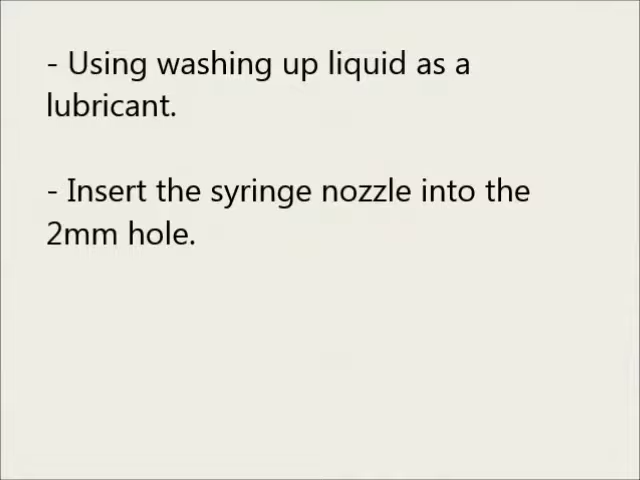 - Using washing up liquid as a
lubricant.
- Insert the syringe nozzle into the
2mm hole.